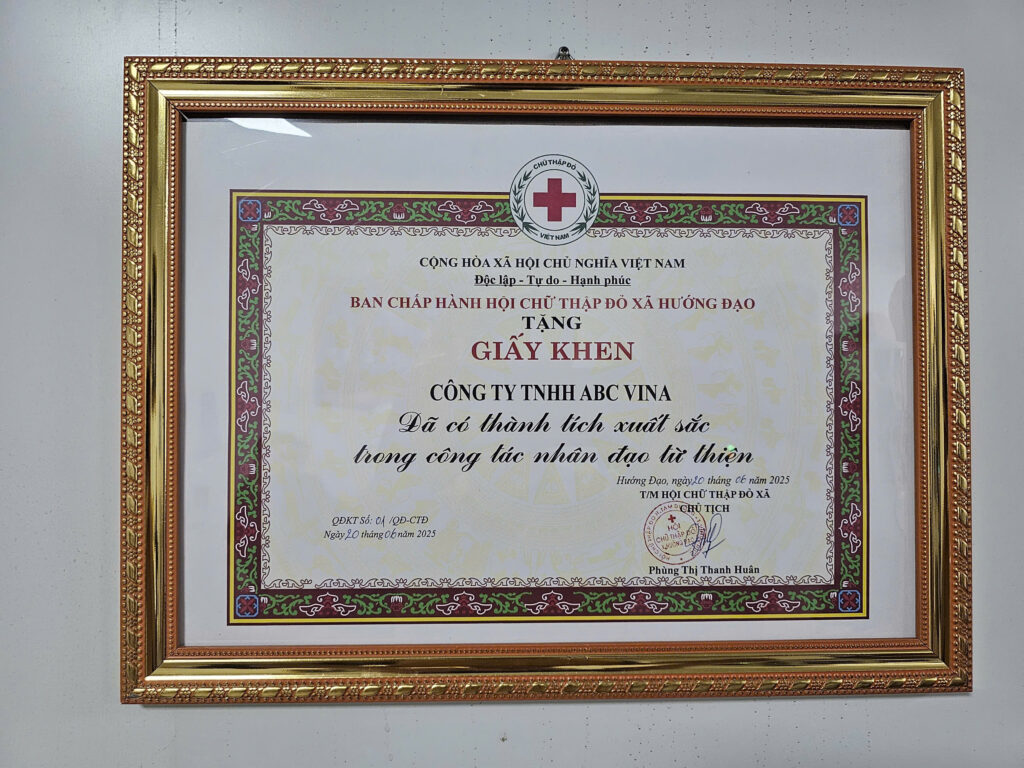 CHỮ THẬP ĐỎ
VIỆT NAM
CỘNG HÒA XÃ HỘI CHỦ NGHĨA VIỆT NAM
Độc lập - Tự do - Hạnh phúc
BAN CHẤP HÀNH HỘI CHỮ THẬP ĐỎ XÃ HƯỚNG ĐẠO
TẶNG
GIẤY KHEN
CÔNG TY TNHH ABC VINA
Đã có thành tích xuất sắc
trong công tác nhân đạo từ thiện
Hướng Đạo, ngày 20 tháng 06 năm 2025
T/M HỘI CHỮ THẬP ĐỎ XÃ
CHỦ TỊCH
QĐKT Số: 01 /QĐ-CTĐ
Ngày 20 tháng 06 năm 2025
HỘI
CHỮ THẬP ĐỎ
Phùng Thị Thanh Huân